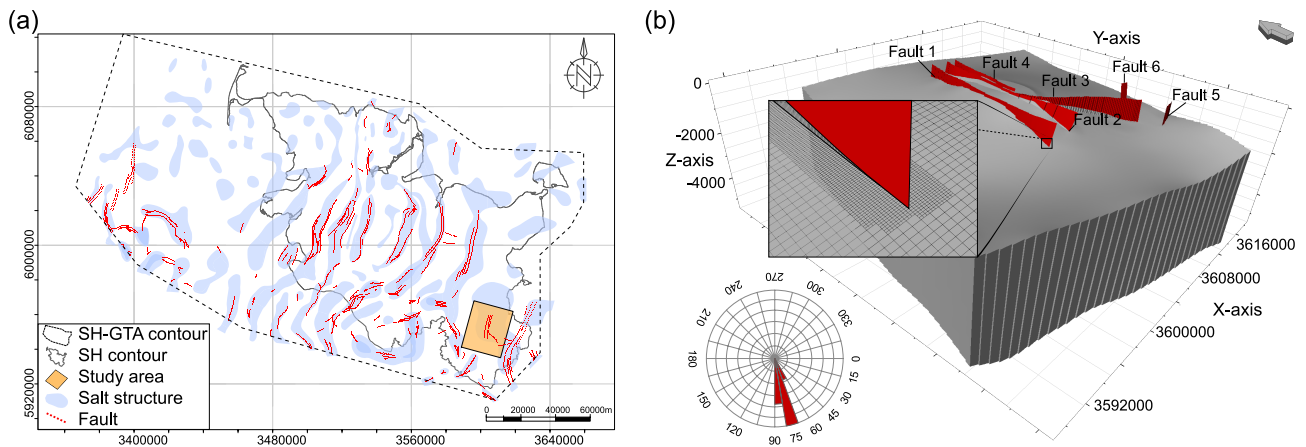 (a)
N
6080000
6000000
5920000
SH-GTA contour
SH contour
Study area
Salt structure
Fault
0 20000 40000 60000m
3400000 3480000 3560000 3640000
(b)
Y-axis
Fault 1
Fault 4
Fault 6
Fault 3
Fault 5
Fault 2
0
-2000
Z-axis
-4000
3616000
3608000
X-axis
3600000
3592000
270
240
300
210
330
180
0
150
15
120
30
45
90
75
60